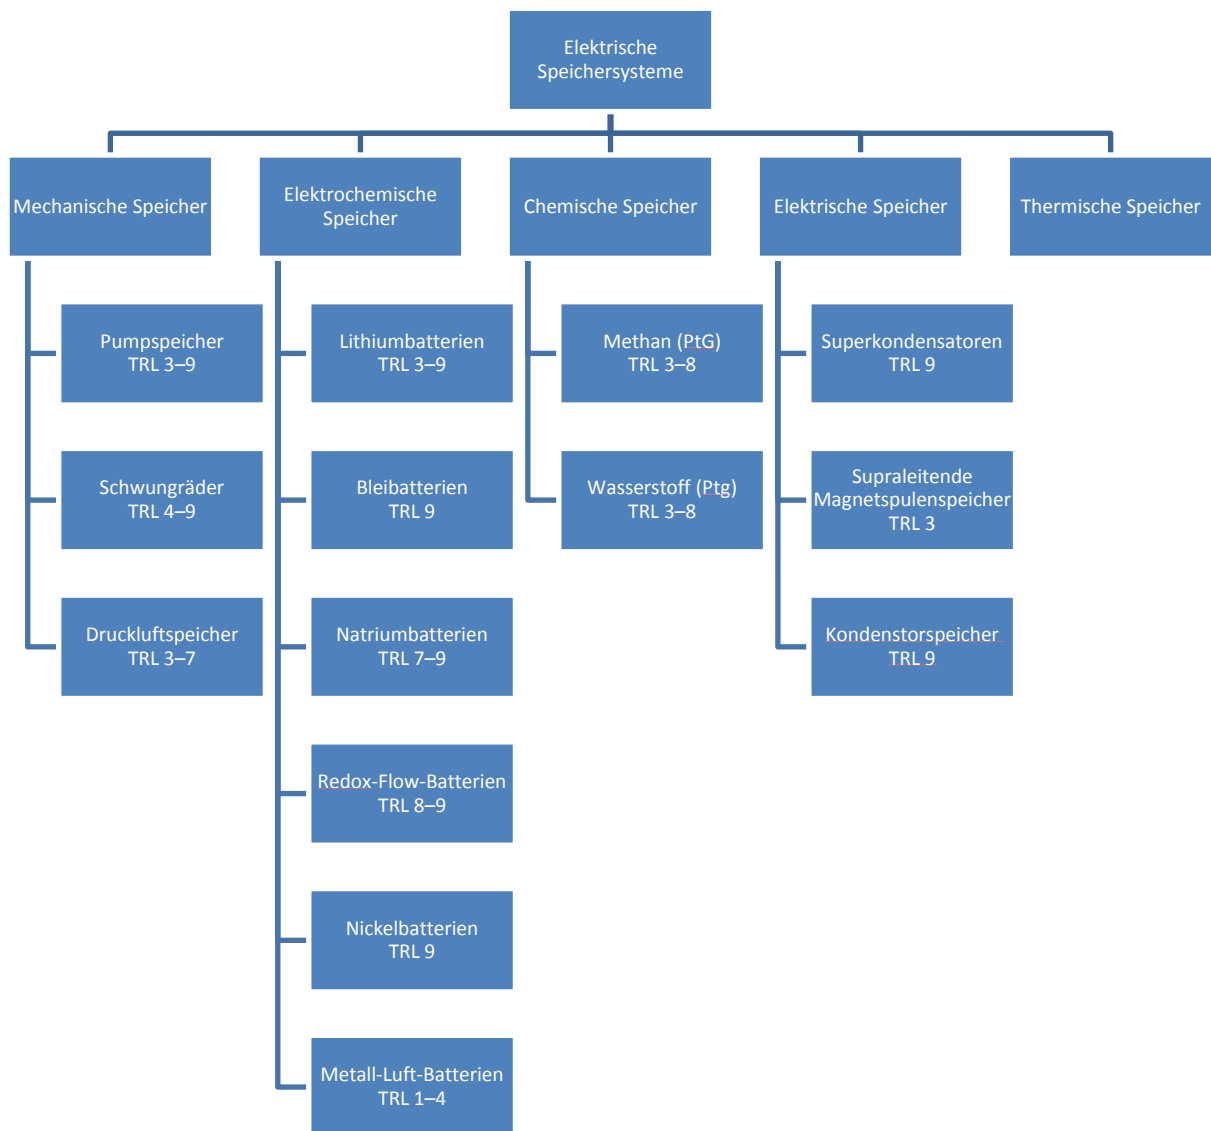 Elektrische
Speichersysteme
Mechanische Speicher
Elektrochemische
Speicher
Chemische Speicher
Elektrische Speicher
Thermische Speicher
Pumpspeicher
TRL 3–9
Lithiumbatterien
TRL 3–9
Methan (PtG)
TRL 3–8
Superkondensatoren
TRL 9
Schwungräder
TRL 4–9
Bleibatterien
TRL 9
Wasserstoff (Ptg)
TRL 3–8
Supraleitende
Magnetspulenspeicher
TRL 3
Druckluftspeicher
TRL 3–7
Natriumbatterien
TRL 7–9
Kondenstorspeicher
TRL 9
Redox-Flow-Batterien
TRL 8–9
Nickelbatterien
TRL 9
Metall-Luft-Batterien
TRL 1–4